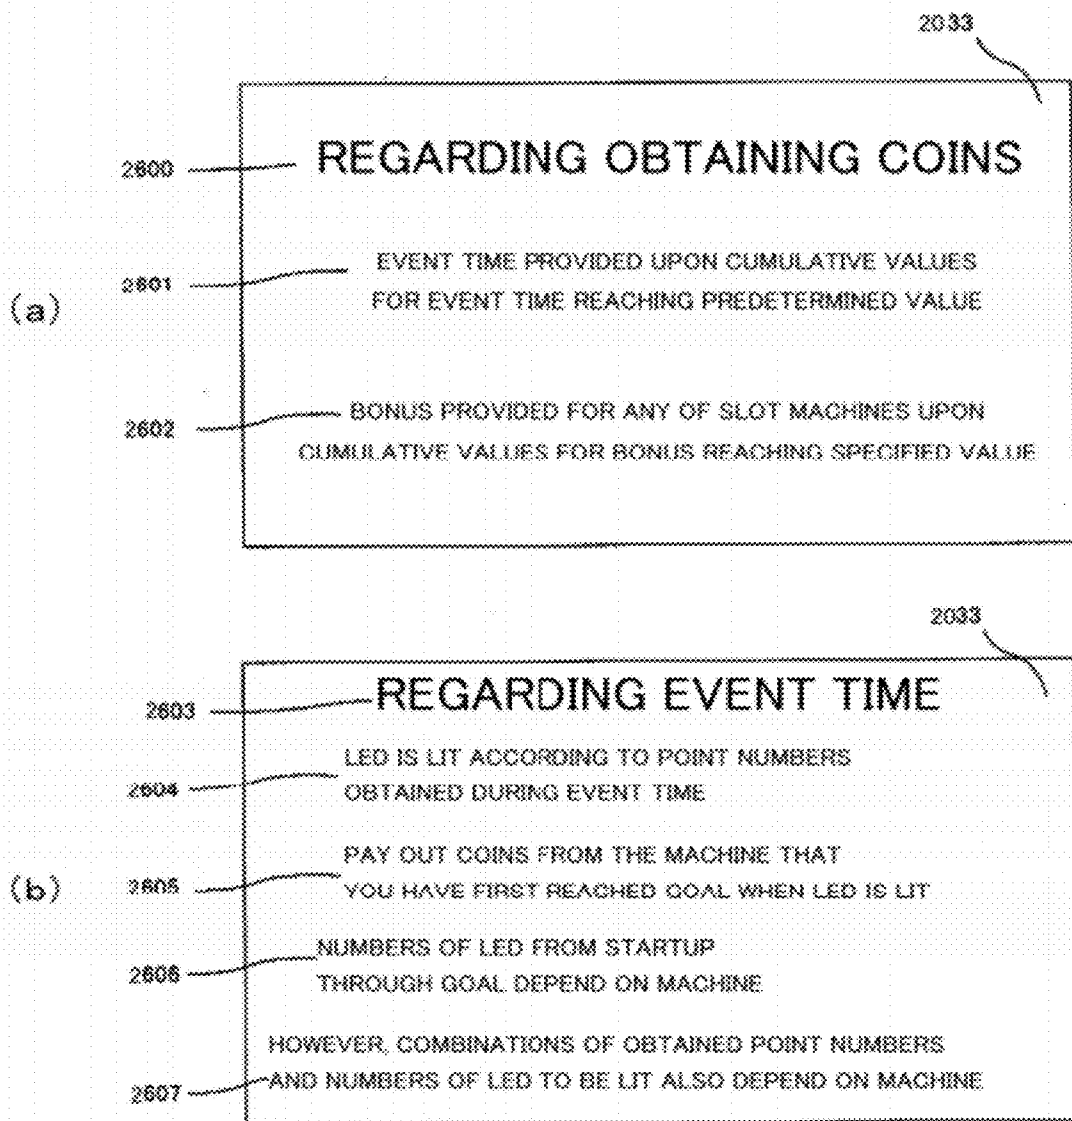 2033
2600 REGARDING OBTAINING COINS
EVENT TIME PROVIDED UPON CUMULATIVE VALUES
2601
FOR EVENT TIME REACHING PREDETERMINED VALUE
(a)
BONUS PROVIDED FOR ANY OF SLOT MACHINES UPON
2602
CUMULATIVE VALUES FOR BONUS REACHING SPECIFIED VALUE
2033
2603 REGARDING EVENT TIME
LED IS LIT ACCORDING TO POINT NUMBERS
2604
OBTAINED DURING EVENT TIME
PAY OUT COINS FROM THE MACHINE THAT
(b)
2605
YOU HAVE FIRST REACHED GOAL WHEN LED IS LIT
NUMBERS OF LED FROM STARTUP
2606
THROUGH GOAL DEPEND ON MACHINE
HOWEVER, COMBINATIONS OF OBTAINED POINT NUMBERS
AND NUMBERS OF LED TO BE LIT ALSO DEPEND ON MACHINE
2607